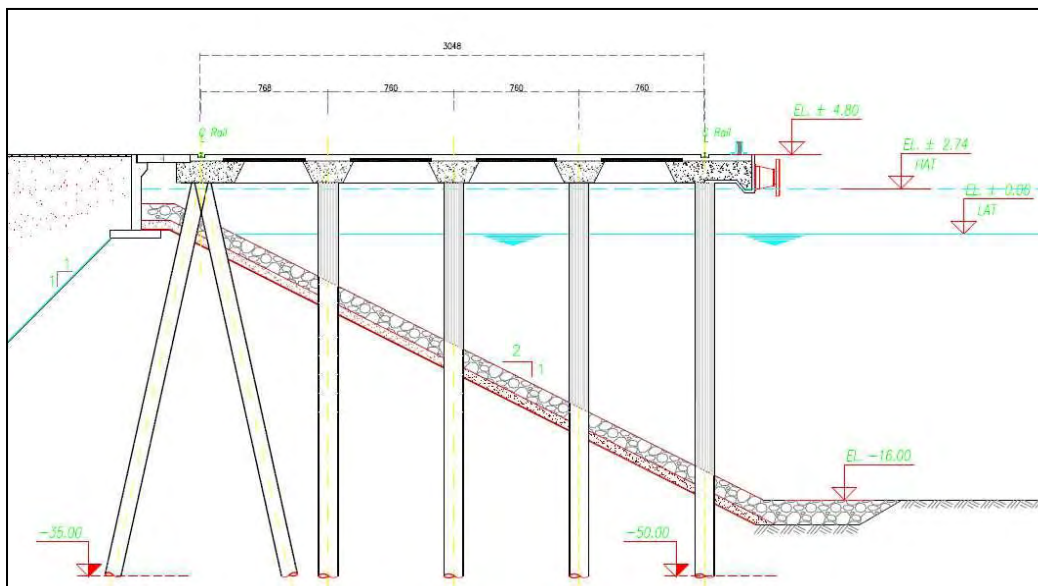 3048
768
760
760
760
₵ Rail
₵ Rail
EL. ± 4.80
EL. ± 2.74
HAT
EL. ± 0.00
LAT
1
1
2
1
EL. -16.00
-35.00
-50.00